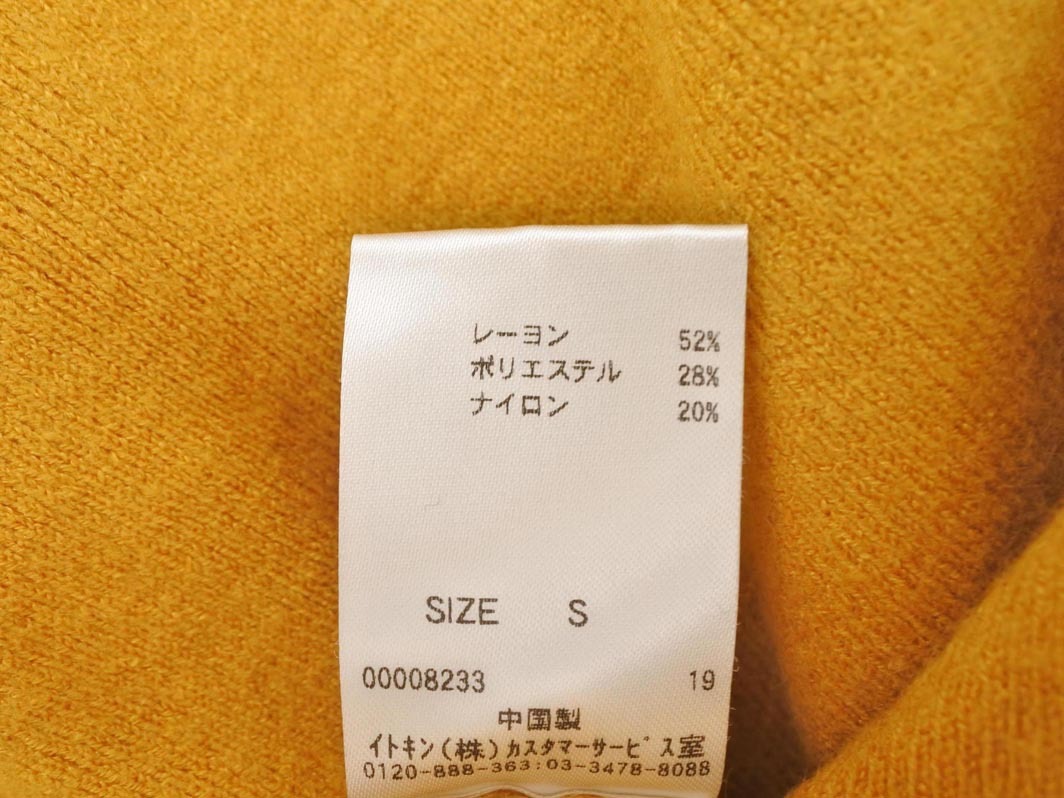 レーヨン 52%
ポリエステル 28%
ナイロン 20%
SIZE S
00008233 19
中国製
イトキン(株)カスタマーサービス室
0120-888-363:03-3478-8088